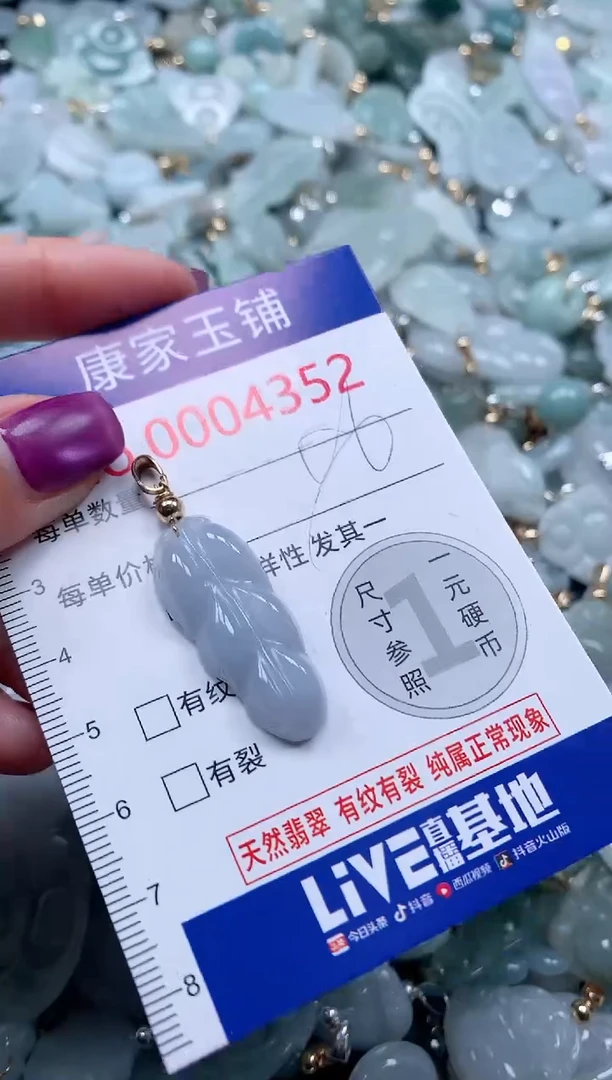 康家玉铺
0004352
每单数量
每单价格 样性 发其一
尺寸参照
一元硬币
1
有纹
有裂
天然翡翠 有纹有裂 纯属正常现象
LiVE直播基地
今日头条 抖音 西瓜视频 抖音火山版
3
4
5
6
7
8